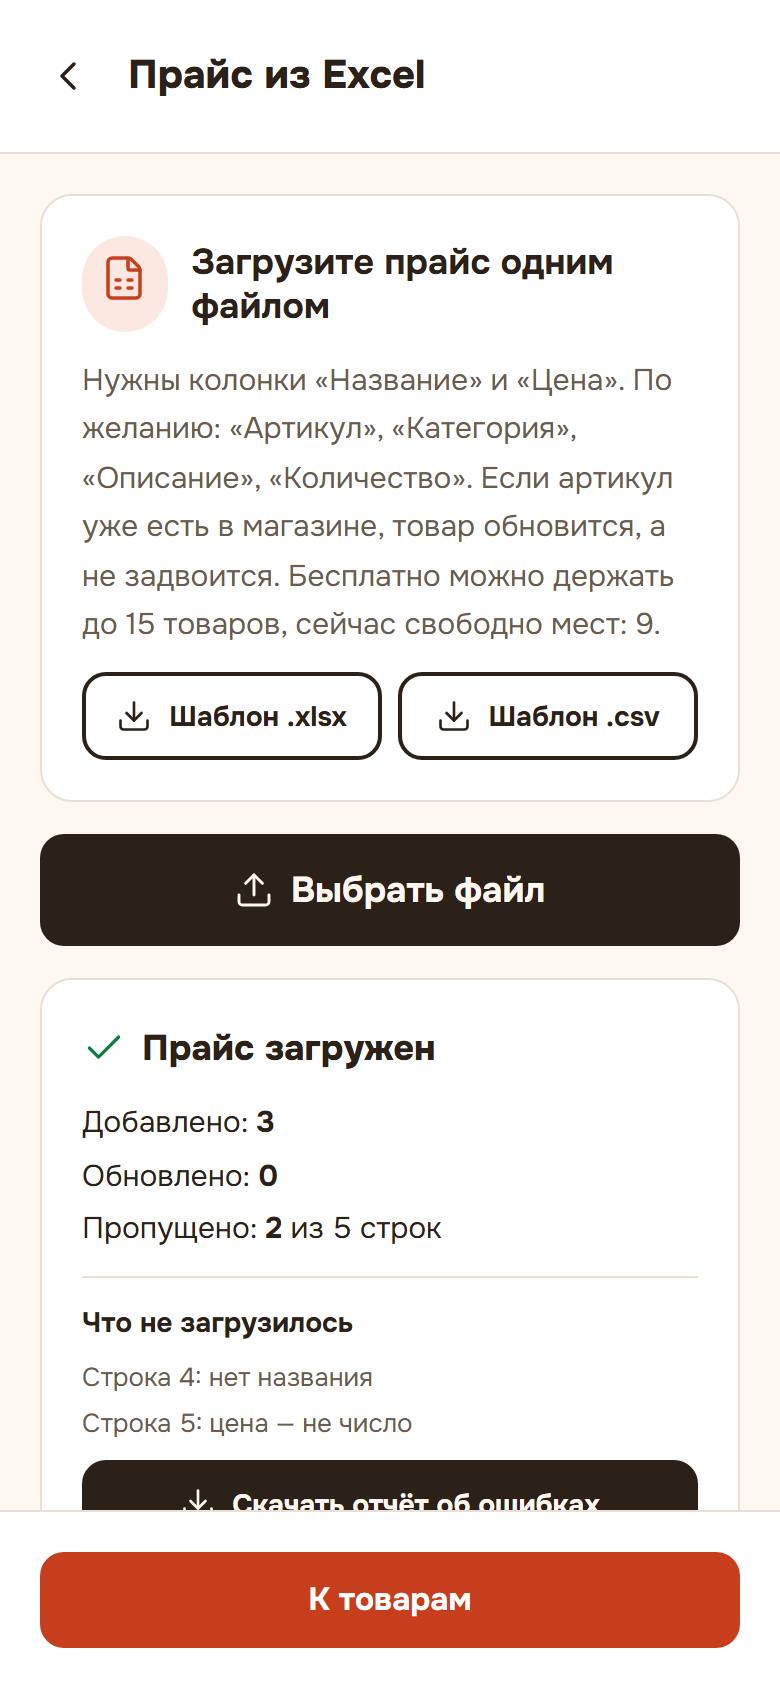 Прайс из Excel
Загрузите прайс одним
файлом
Нужны колонки «Название» и «Цена». По
желанию: «Артикул», «Категория»,
«Описание», «Количество». Если артикул
уже есть в магазине, товар обновится, а
не задвоится. Бесплатно можно держать
до 15 товаров, сейчас свободно мест: 9.
Шаблон .xlsx
Шаблон .csv
Выбрать файл
Прайс загружен
Добавлено: 3
Обновлено: 0
Пропущено: 2 из 5 строк
Что не загрузилось
Строка 4: нет названия
Строка 5: цена — не число
Скачать отчёт об ошибках
К товарам